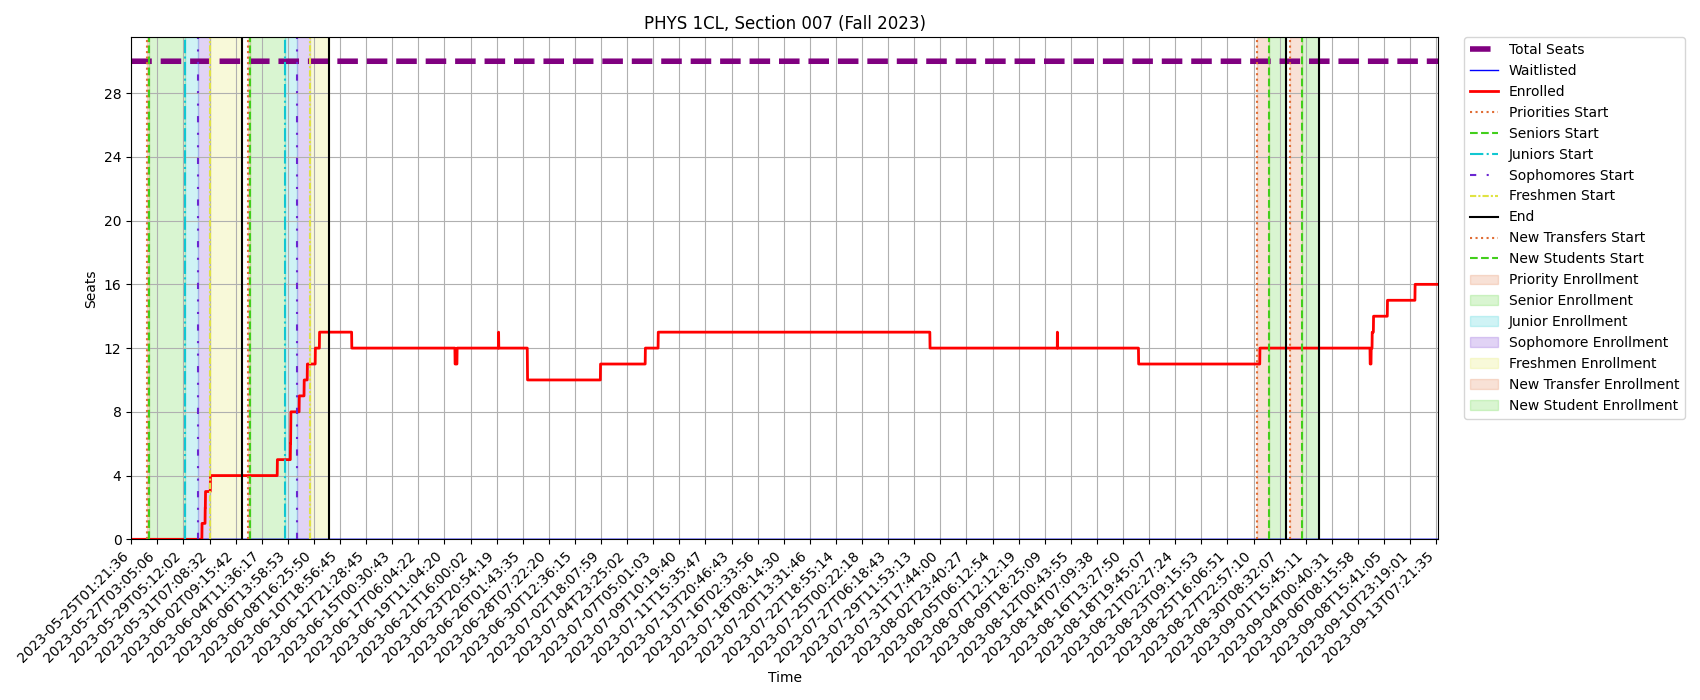 PHYS 1CL, Section 007 (Fall 2023)
Seats
28
24
20
16
12
8
4
0
2023-05-25T01:21:36
2023-05-27T03:05:06
2023-05-29T05:12:02
2023-05-31T07:08:32
2023-06-02T09:15:42
2023-06-04T11:36:17
2023-06-06T13:58:53
2023-06-08T16:25:50
2023-06-10T18:56:45
2023-06-12T21:28:45
2023-06-15T00:30:43
2023-06-17T06:04:22
2023-06-19T11:04:20
2023-06-21T16:00:02
2023-06-23T20:54:19
2023-06-26T01:43:35
2023-06-28T07:22:20
2023-06-30T12:36:15
2023-07-02T18:07:59
2023-07-04T23:25:02
2023-07-07T05:01:03
2023-07-09T10:19:40
2023-07-11T15:35:47
2023-07-13T20:46:43
2023-07-16T02:33:56
2023-07-18T08:14:30
2023-07-20T13:31:46
2023-07-22T18:55:14
2023-07-25T00:22:18
2023-07-27T06:18:43
2023-07-29T11:53:13
2023-07-31T17:44:00
2023-08-02T23:40:27
2023-08-05T06:12:54
2023-08-07T12:12:19
2023-08-09T18:25:09
2023-08-12T00:43:55
2023-08-14T07:09:38
2023-08-16T13:27:50
2023-08-18T19:45:07
2023-08-21T02:27:24
2023-08-23T09:15:53
2023-08-25T16:06:51
2023-08-27T22:57:10
2023-08-30T08:32:07
2023-09-01T15:45:11
2023-09-04T00:40:31
2023-09-06T08:15:58
2023-09-08T15:41:05
2023-09-10T23:19:01
2023-09-13T07:21:35
Time
Total Seats
Waitlisted
Enrolled
Priorities Start
Seniors Start
Juniors Start
Sophomores Start
Freshmen Start
End
New Transfers Start
New Students Start
Priority Enrollment
Senior Enrollment
Junior Enrollment
Sophomore Enrollment
Freshmen Enrollment
New Transfer Enrollment
New Student Enrollment